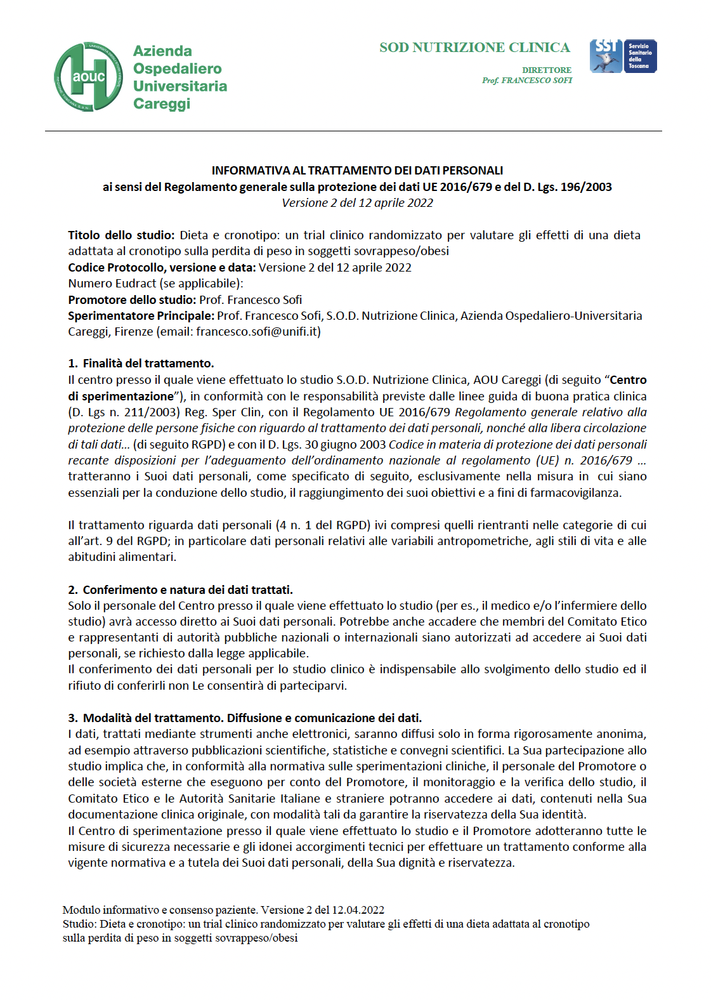 Azienda
Ospedaliero
Universitaria
Careggi
aouc
SOD NUTRIZIONE CLINICA
DIRETTORE
Prof. FRANCESCO SOFI
SST
Servizio
Sanitario
della
Toscana
INFORMATIVA AL TRATTAMENTO DEI DATI PERSONALI
ai sensi del Regolamento generale sulla protezione dei dati UE 2016/679 e del D. Lgs. 196/2003
Versione 2 del 12 aprile 2022
Titolo dello studio: Dieta e cronotipo: un trial clinico randomizzato per valutare gli effetti di una dieta
adattata al cronotipo sulla perdita di peso in soggetti sovrappeso/obesi
Codice Protocollo, versione e data: Versione 2 del 12 aprile 2022
Numero Eudract (se applicabile):
Promotore dello studio: Prof. Francesco Sofi
Sperimentatore Principale: Prof. Francesco Sofi, S.O.D. Nutrizione Clinica, Azienda Ospedaliero-Universitaria
Careggi, Firenze (email: francesco.sofi@unifi.it)
1. Finalità del trattamento.
Il centro presso il quale viene effettuato lo studio S.O.D. Nutrizione Clinica, AOU Careggi (di seguito “Centro
di sperimentazione”), in conformità con le responsabilità previste dalle linee guida di buona pratica clinica
(D. Lgs n. 211/2003) Reg. Sper Clin, con il Regolamento UE 2016/679 Regolamento generale relativo alla
protezione delle persone fisiche con riguardo al trattamento dei dati personali, nonché alla libera circolazione
di tali dati... (di seguito RGPD) e con il D. Lgs. 30 giugno 2003 Codice in materia di protezione dei dati personali
recante disposizioni per l’adeguamento dell’ordinamento nazionale al regolamento (UE) n. 2016/679 ...
tratteranno i Suoi dati personali, come specificato di seguito, esclusivamente nella misura in cui siano
essenziali per la conduzione dello studio, il raggiungimento dei suoi obiettivi e a fini di farmacovigilanza.
Il trattamento riguarda dati personali (4 n. 1 del RGPD) ivi compresi quelli rientranti nelle categorie di cui
all’art. 9 del RGPD; in particolare dati personali relativi alle variabili antropometriche, agli stili di vita e alle
abitudini alimentari.
2. Conferimento e natura dei dati trattati.
Solo il personale del Centro presso il quale viene effettuato lo studio (per es., il medico e/o l’infermiere dello
studio) avrà accesso diretto ai Suoi dati personali. Potrebbe anche accadere che membri del Comitato Etico
e rappresentanti di autorità pubbliche nazionali o internazionali siano autorizzati ad accedere ai Suoi dati
personali, se richiesto dalla legge applicabile.
Il conferimento dei dati personali per lo studio clinico è indispensabile allo svolgimento dello studio ed il
rifiuto di conferirli non Le consentirà di parteciparvi.
3. Modalità del trattamento. Diffusione e comunicazione dei dati.
I dati, trattati mediante strumenti anche elettronici, saranno diffusi solo in forma rigorosamente anonima,
ad esempio attraverso pubblicazioni scientifiche, statistiche e convegni scientifici. La Sua partecipazione allo
studio implica che, in conformità alla normativa sulle sperimentazioni cliniche, il personale del Promotore o
delle società esterne che eseguono per conto del Promotore, il monitoraggio e la verifica dello studio, il
Comitato Etico e le Autorità Sanitarie Italiane e straniere potranno accedere ai dati, contenuti nella Sua
documentazione clinica originale, con modalità tali da garantire la riservatezza della Sua identità.
Il Centro di sperimentazione presso il quale viene effettuato lo studio e il Promotore adotteranno tutte le
misure di sicurezza necessarie e gli idonei accorgimenti tecnici per effettuare un trattamento conforme alla
vigente normativa e a tutela dei Suoi dati personali, della Sua dignità e riservatezza.
Modulo informativo e consenso paziente. Versione 2 del 12.04.2022
Studio: Dieta e cronotipo: un trial clinico randomizzato per valutare gli effetti di una dieta adattata al cronotipo
sulla perdita di peso in soggetti sovrappeso/obesi